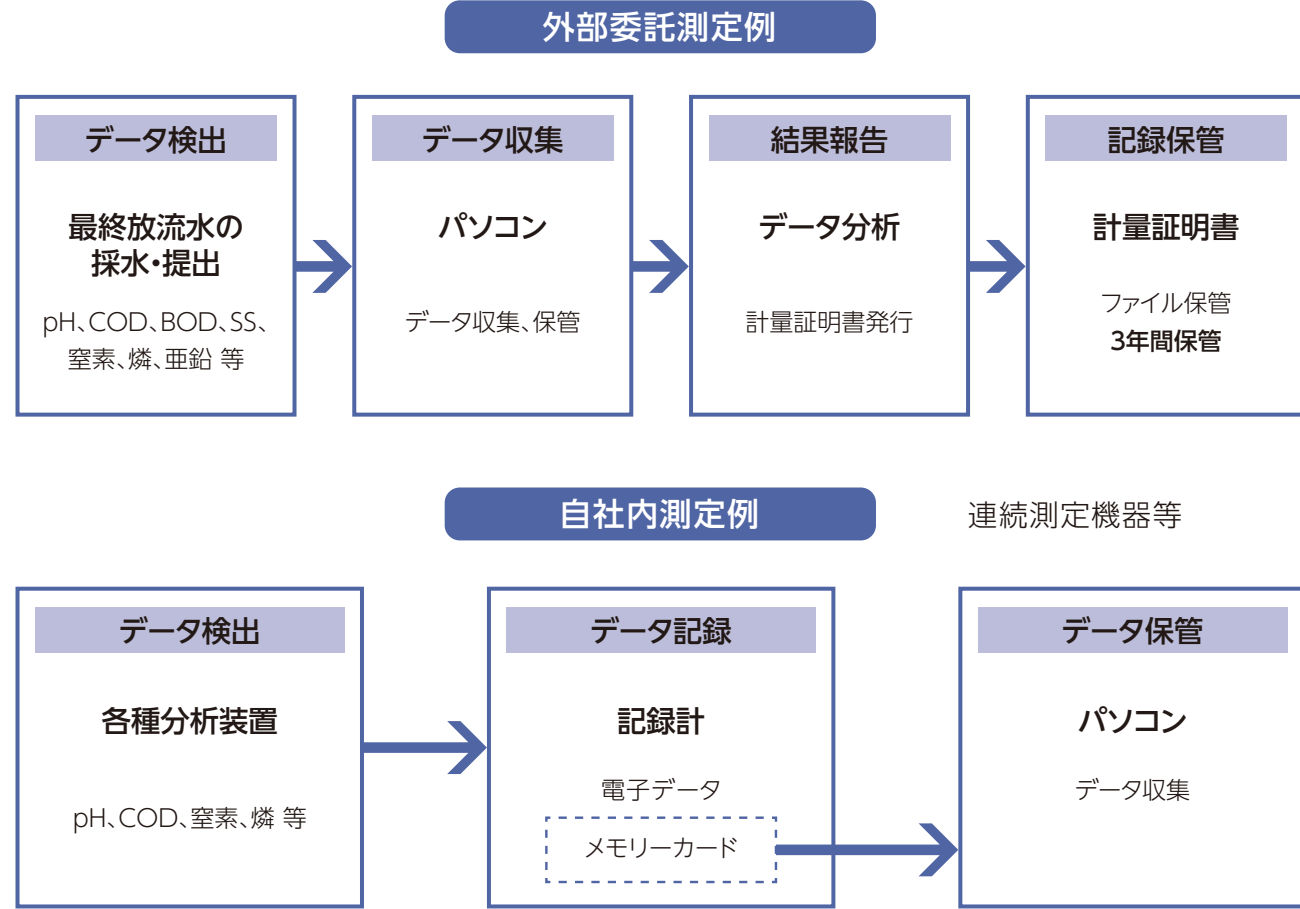 外部委託測定例
データ検出
最終放流水の
採水・提出
pH、COD、BOD、SS、
窒素、燐、亜鉛 等
データ収集
パソコン
データ収集、保管
結果報告
データ分析
計量証明書発行
記録保管
計量証明書
ファイル保管
3年間保管
自社内測定例
連続測定機器等
データ検出
各種分析装置
pH、COD、窒素、燐 等
データ記録
記録計
電子データ
メモリーカード
データ保管
パソコン
データ収集